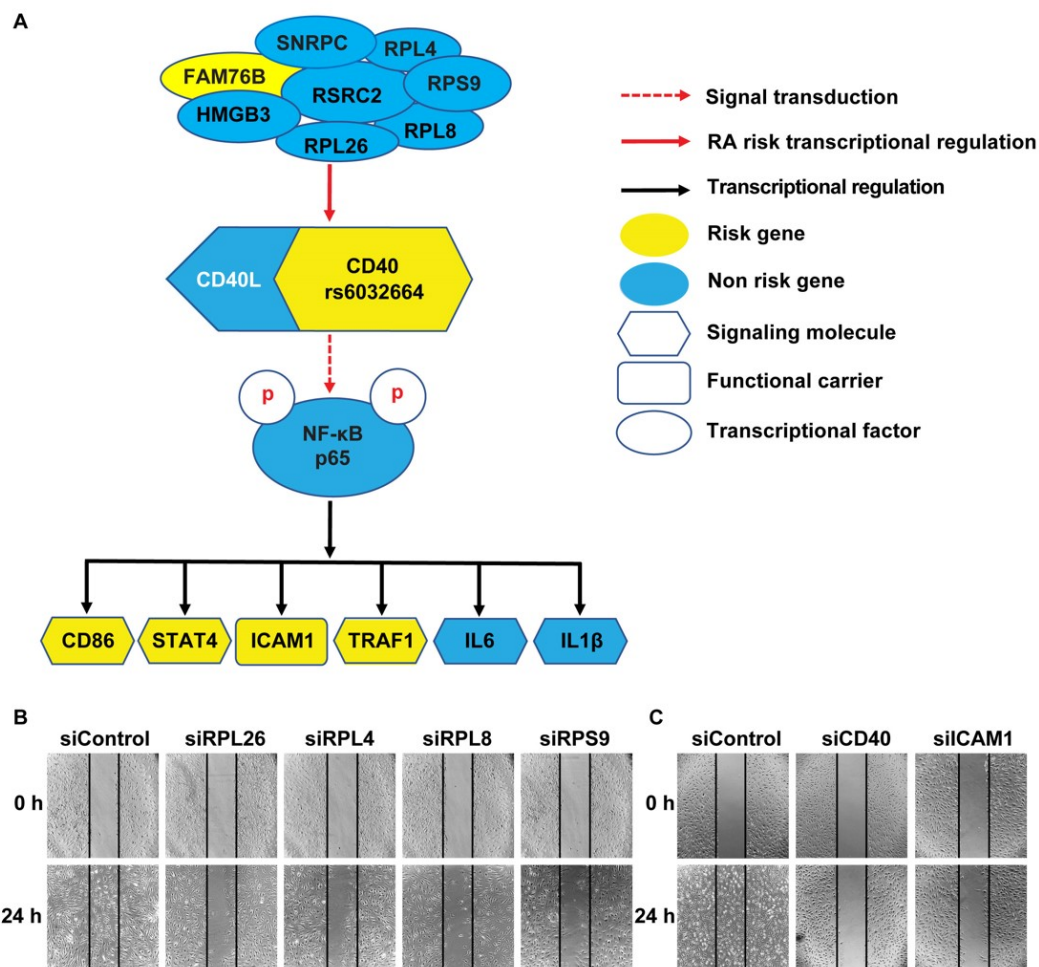 A
SNRPC
RPL4
FAM76B
RPS9
RSRC2
HMGB3
RPL8
RPL26
CD40L
CD40
rs6032664
p
p
NF-κB
p65
CD86
STAT4
ICAM1
TRAF1
IL6
IL1β
Signal transduction
RA risk transcriptional regulation
Transcriptional regulation
Risk gene
Non risk gene
Signaling molecule
Functional carrier
Transcriptional factor
B
siControl
siRPL26
siRPL4
siRPL8
siRPS9
0 h
24 h
C
siControl
siCD40
siICAM1
0 h
24 h